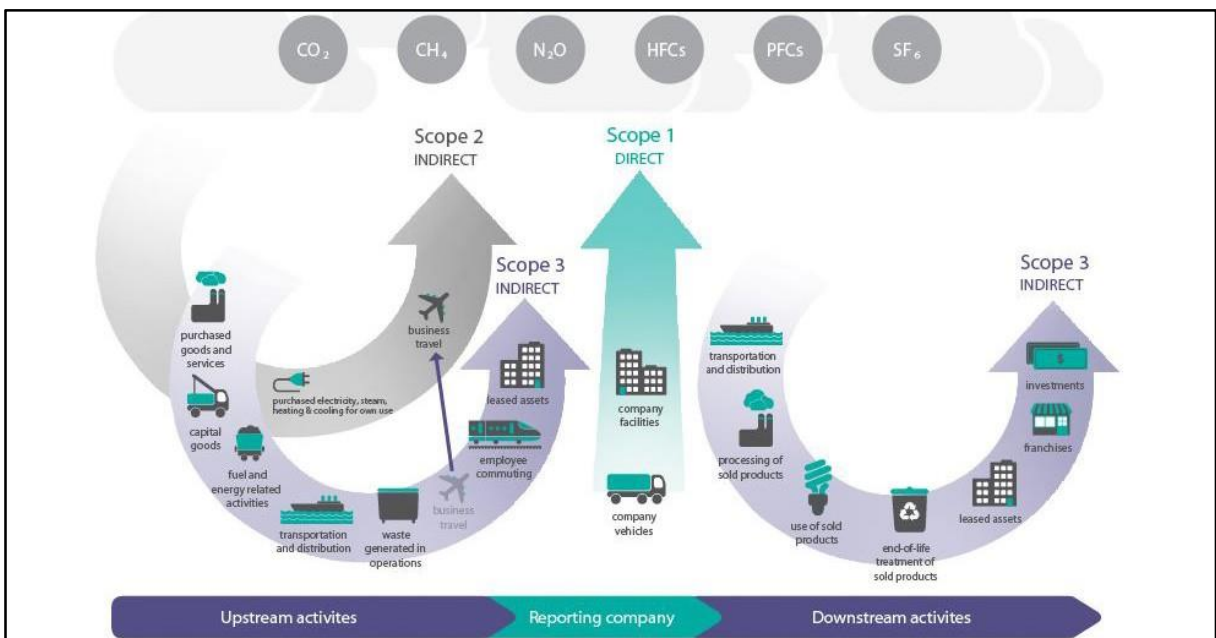 CO₂
CH₄
N₂O
HFCs
PFCs
SF₆
Scope 2
INDIRECT
Scope 1
DIRECT
Scope 3
INDIRECT
Scope 3
INDIRECT
purchased
goods and
services
capital
goods
fuel and
energy related
activities
purchased electricity, steam,
heating & cooling for own use
transportation
and distribution
waste
generated in
operations
business
travel
business
travel
employee
commuting
leased assets
company
facilities
company
vehicles
transportation
and distribution
processing of
sold products
use of sold
products
end-of-life
treatment of
sold products
leased assets
franchises
$
investments
Upstream activites
Reporting company
Downstream activites